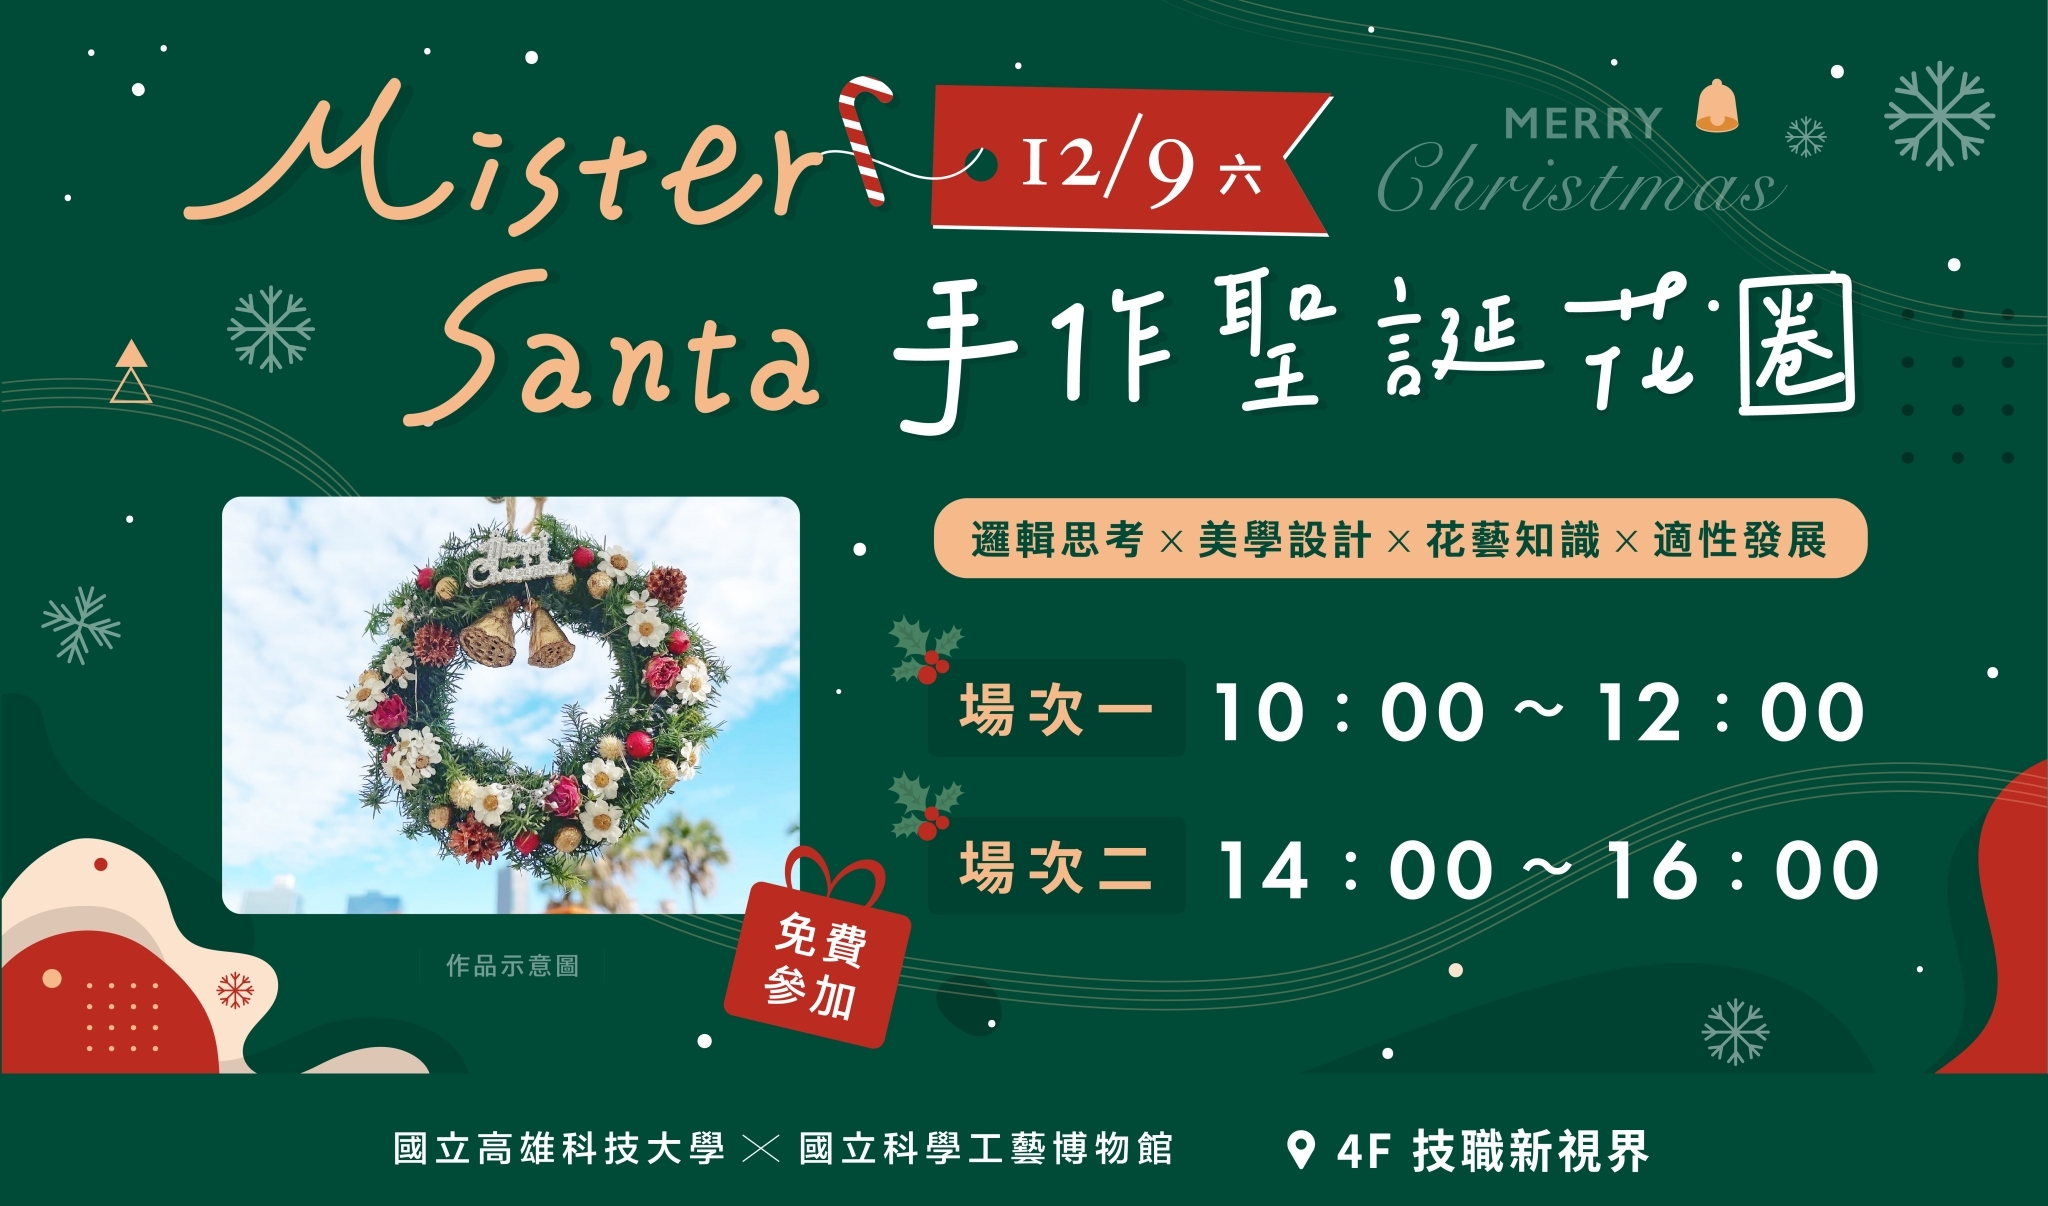 Mister
12/9 六
MERRY
Christmas
Santa 手作聖誕花圈
邏輯思考×美學設計×花藝知識×適性發展
Merry
Christmas
場次一 10:00~12:00
場次二 14:00~16:00
作品示意圖
免費
參加
國立高雄科技大學×國立科學工藝博物館
4F 技職新視界